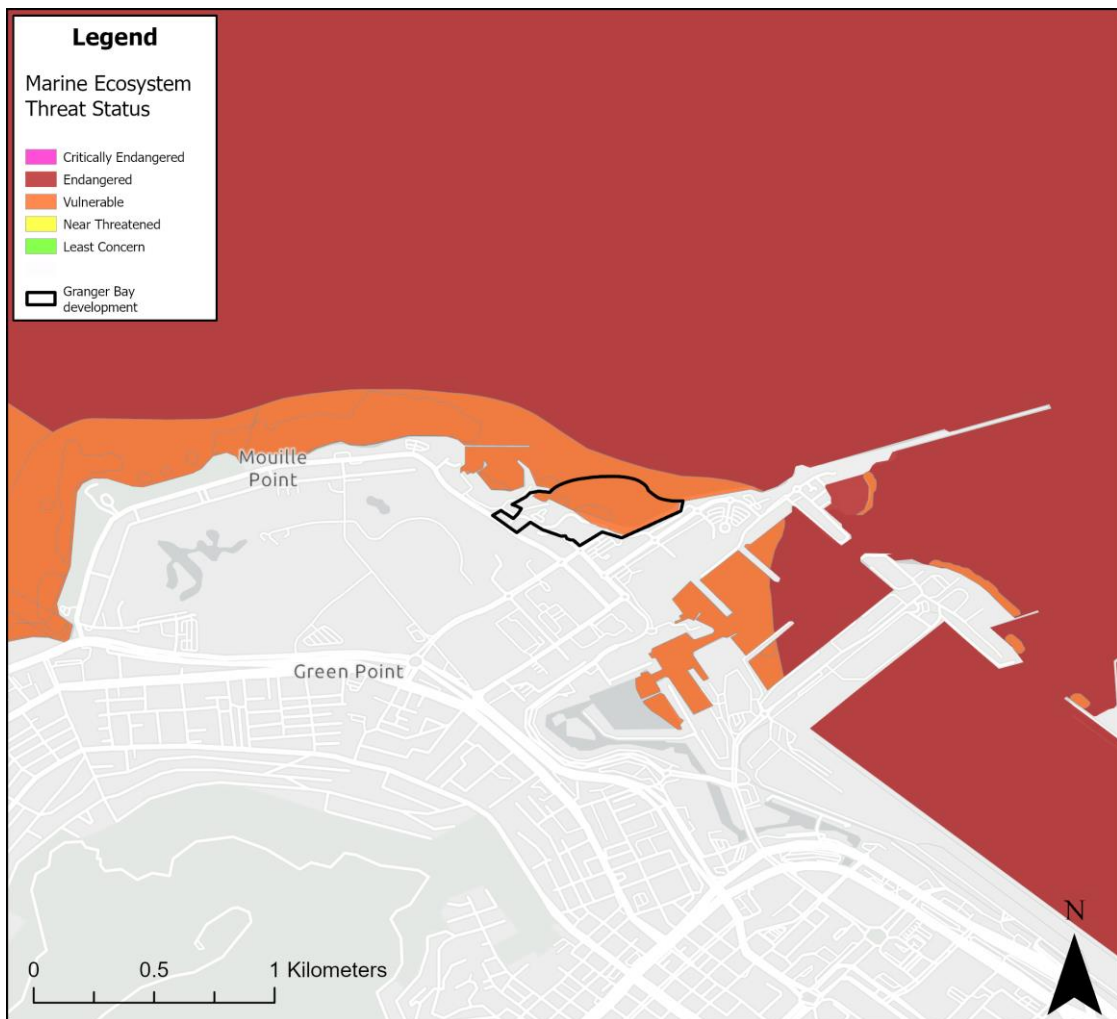 Legend
Marine Ecosystem
Threat Status
Critically Endangered
Endangered
Vulnerable
Near Threatened
Least Concern
Granger Bay
development
Mouille
Point
Green Point
0
0.5
1 Kilometers
N